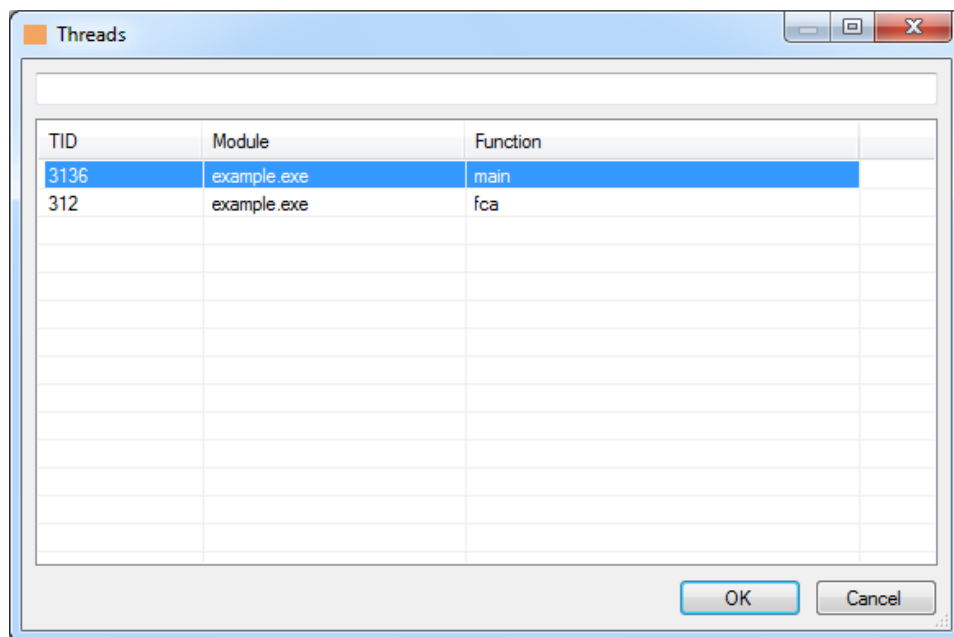 Threads
TID Module Function
3136 example.exe main
312 example.exe fca
OK Cancel